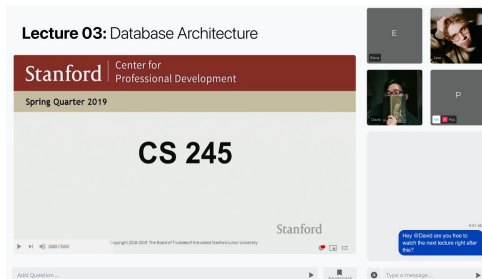 Lecture 03: Database Architecture
Stanford
Center for
Professional Development
Spring Quarter 2019
CS 245
Stanford
Copyright 2018-2019. The Board of Trustees of the Leland Stanford Junior University
Add Question ...
E
P
David
Hey @David are you free to
watch the next lecture right after
this?
Type a message...